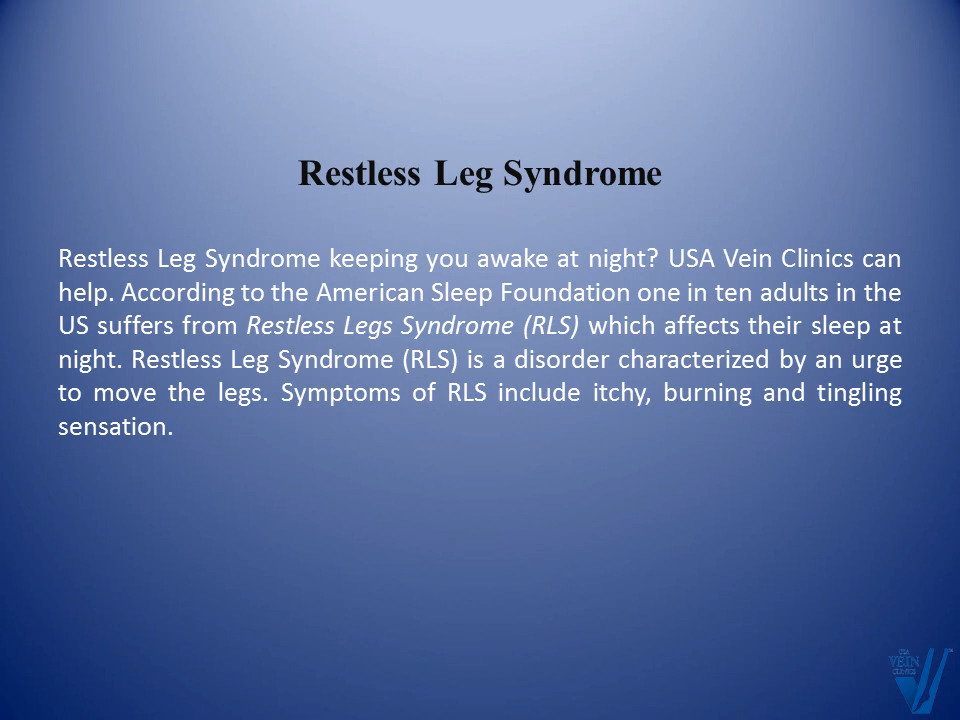 Restless Leg Syndrome
Restless Leg Syndrome keeping you awake at night? USA Vein Clinics can
help. According to the American Sleep Foundation one in ten adults in the
US suffers from Restless Legs Syndrome (RLS) which affects their sleep at
night. Restless Leg Syndrome (RLS) is a disorder characterized by an urge
to move the legs. Symptoms of RLS include itchy, burning and tingling
sensation.
USA
VEIN
CLINICS